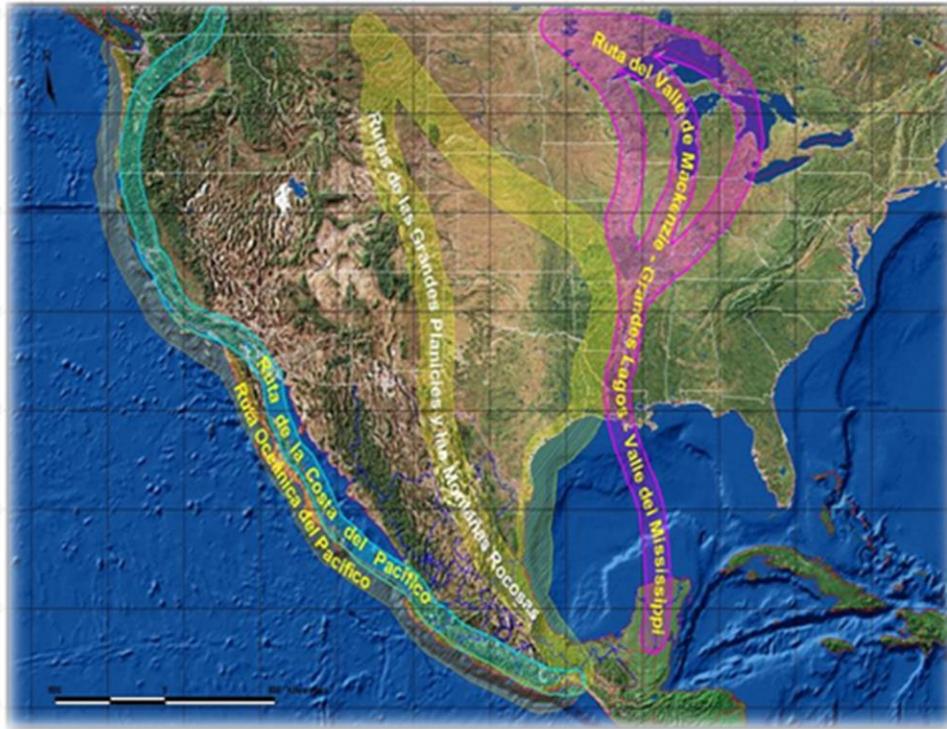 Ruta del Valle de Mackenzie - Grandes Lagos - Valle del Mississippi
Rutas de las Grandes Planicies y las Montañas Rocosas
Ruta de la Costa del Pacífico
Ruta Oceánica del Pacífico